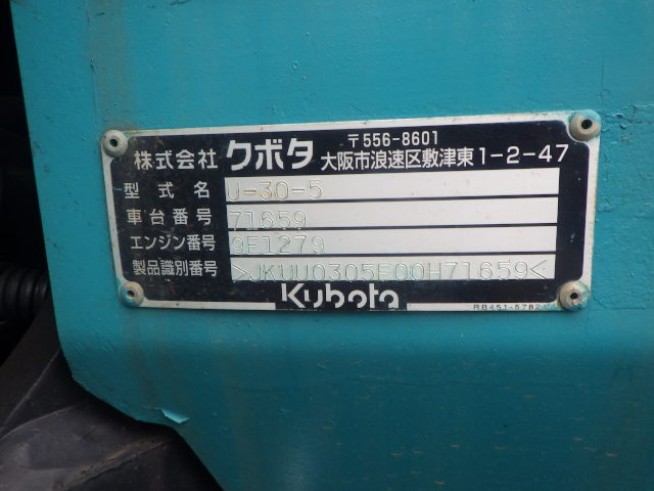 〒556-8601
株式会社 クボタ 大阪市浪速区敷津東1-2-47
型式名 U-30-5
車台番号 71659
エンジン番号 9E1279
製品識別番号 >JKUU0305E00H71659<
Kubota